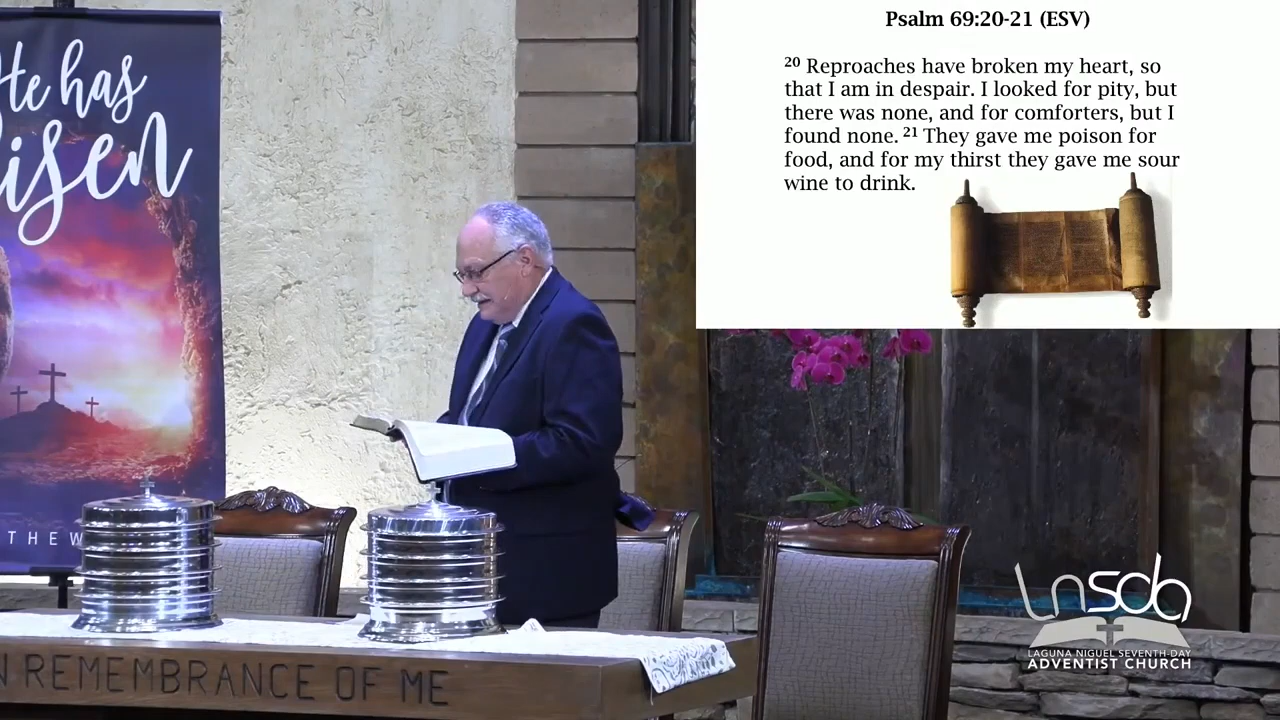 He has
Risen
THEW
Psalm 69:20-21 (ESV)
20 Reproaches have broken my heart, so
that I am in despair. I looked for pity, but
there was none, and for comforters, but I
found none. 21 They gave me poison for
food, and for my thirst they gave me sour
wine to drink.
N REMEMBRANCE OF ME
LNSDA
LAGUNA NIGUEL SEVENTH-DAY
ADVENTIST CHURCH